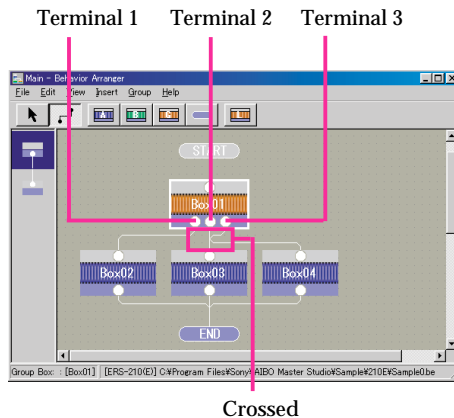 Terminal 1 Terminal 2 Terminal 3
Main - Behavior Arranger
File Edit View Insert Group Help
A B C L
START
Box01
Box02 Box03 Box04
END
Group Box: : [Box01] [ERS-210(E)] C:¥Program Files¥Sony¥AIBO Master Studio¥Sample¥210E¥Sample0.be
Crossed